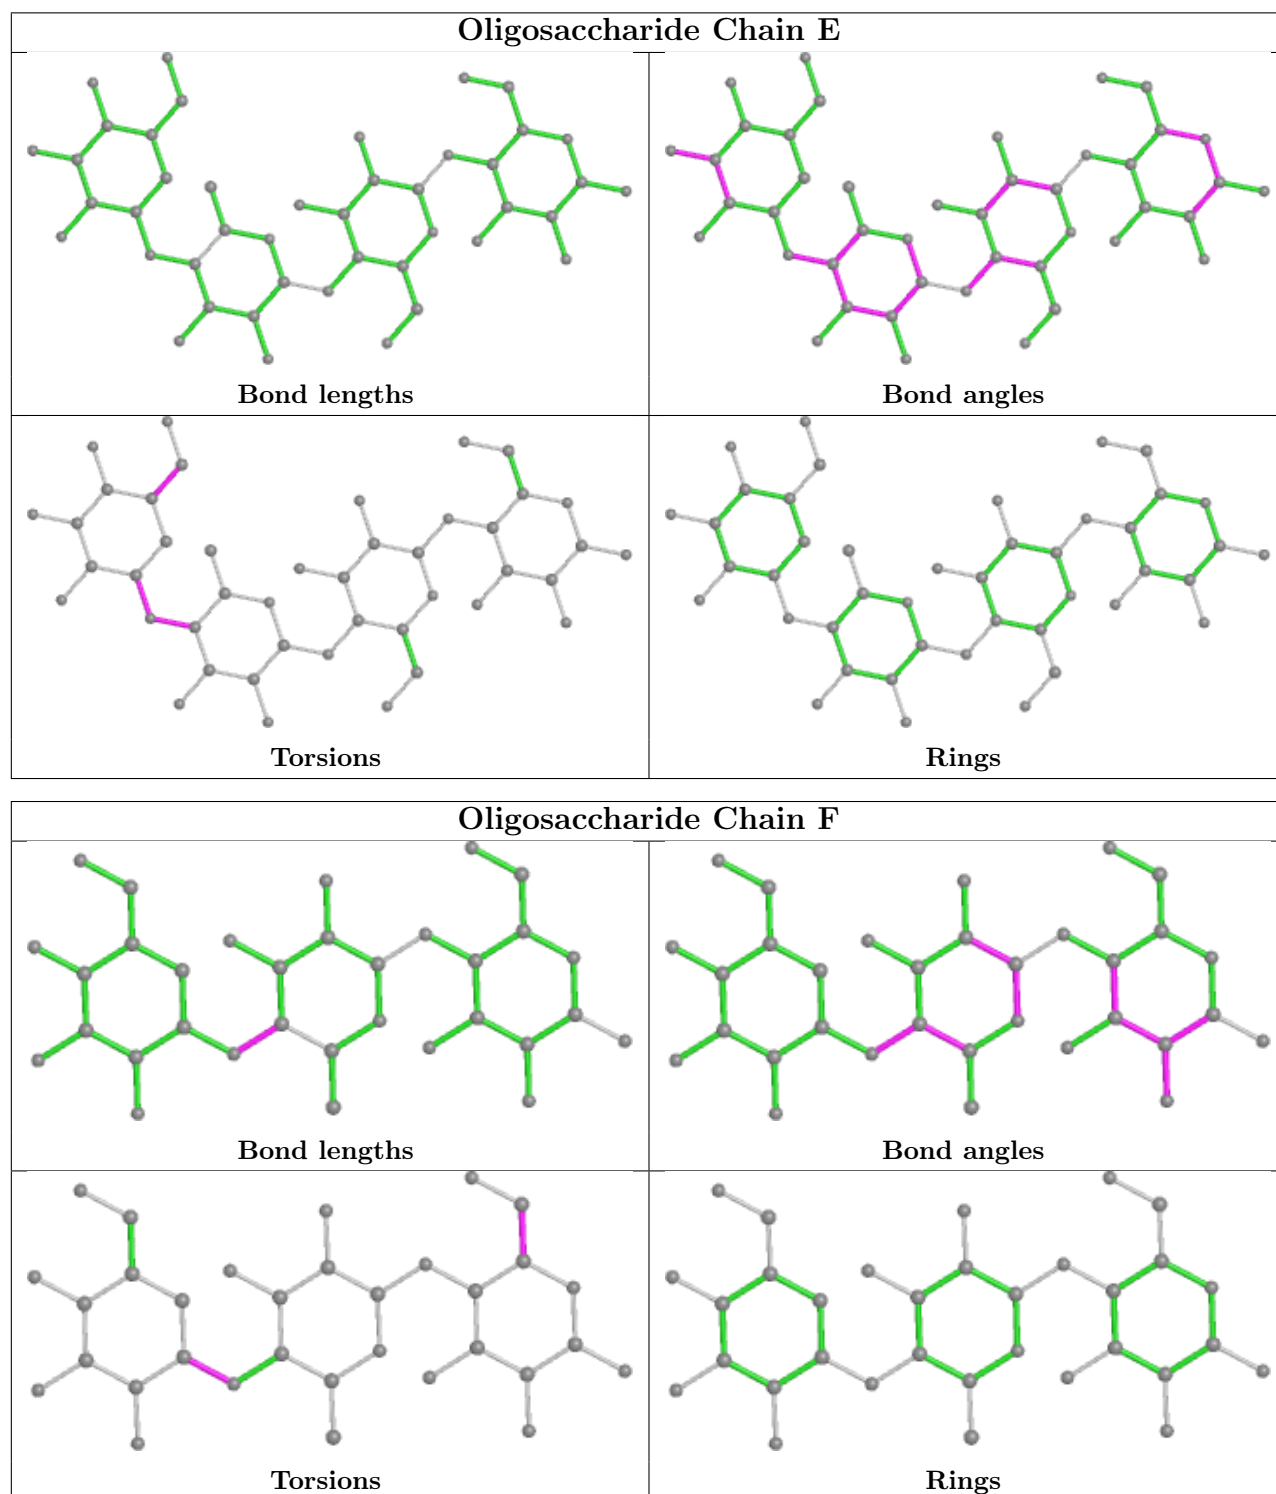 Oligosaccharide Chain E
Bond lengths
Bond angles
Torsions
Rings
Oligosaccharide Chain F
Bond lengths
Bond angles
Torsions
Rings